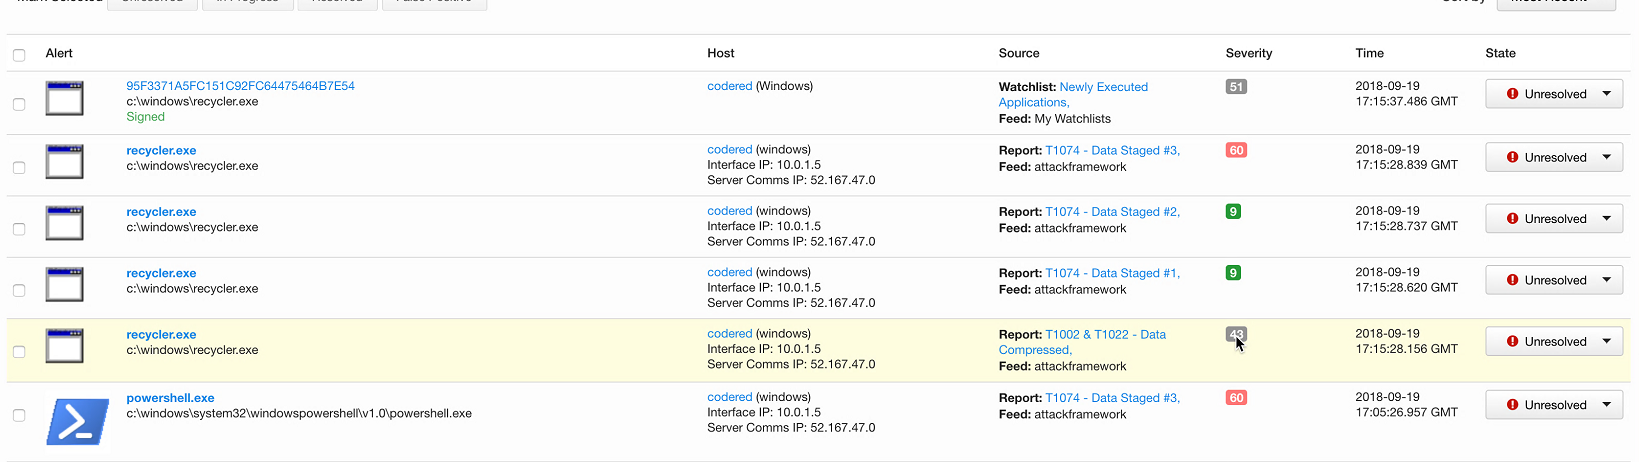 Alert Host Source Severity Time State
95F3371A5FC151C92FC64475464B7E54
c:\windows\recycler.exe
Signed
codered (Windows)
Watchlist: Newly Executed
Applications,
Feed: My Watchlists
51
2018-09-19
17:15:37.486 GMT
Unresolved
recycler.exe
c:\windows\recycler.exe
codered (windows)
Interface IP: 10.0.1.5
Server Comms IP: 52.167.47.0
Report: T1074 - Data Staged #3,
Feed: attackframework
60
2018-09-19
17:15:28.839 GMT
Unresolved
recycler.exe
c:\windows\recycler.exe
codered (windows)
Interface IP: 10.0.1.5
Server Comms IP: 52.167.47.0
Report: T1074 - Data Staged #2,
Feed: attackframework
9
2018-09-19
17:15:28.737 GMT
Unresolved
recycler.exe
c:\windows\recycler.exe
codered (windows)
Interface IP: 10.0.1.5
Server Comms IP: 52.167.47.0
Report: T1074 - Data Staged #1,
Feed: attackframework
9
2018-09-19
17:15:28.620 GMT
Unresolved
recycler.exe
c:\windows\recycler.exe
codered (windows)
Interface IP: 10.0.1.5
Server Comms IP: 52.167.47.0
Report: T1002 & T1022 - Data
Compressed,
Feed: attackframework
43
2018-09-19
17:15:28.156 GMT
Unresolved
powershell.exe
c:\windows\system32\windowspowershell\v1.0\powershell.exe
codered (windows)
Interface IP: 10.0.1.5
Server Comms IP: 52.167.47.0
Report: T1074 - Data Staged #3,
Feed: attackframework
60
2018-09-19
17:05:26.957 GMT
Unresolved